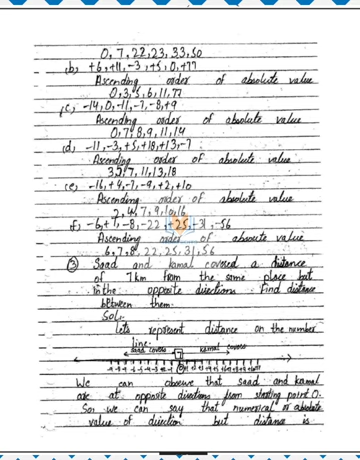 0, 7, 22, 23, 33, 50
(b) +6, +11, -3, +5, 0, +77
Ascending order of absolute value
0, 3, 5, 6, 11, 77
(c) -14, 0, -11, -7, -8, +9
Ascending order of absolute value
0, 7, 8, 9, 11, 14
(d) -11, -3, +5, +18, +13, -7
Ascending order of absolute value
11, 13, 18
(e) -16, +4, -7, -9, +2, +10
Ascending order of absolute value
2, 4, 7, 9, 10, 16
f, -6, +7, -8, -22, +25, -31, -56
Ascending order of absolute value
6, 7, 8, 22, 25, 31, 56
3 Saad and kamal covered a distance
of 7 km from the same place but
in the opposite directions. Find distance
between them.
Sol:-
lets represent distance on the number
line.
saad covers kamal covers
We can observe that saad and kamal
are at opposite directions from starting point 0.
So, we can say that numerical or absolute
value of direction but distance is